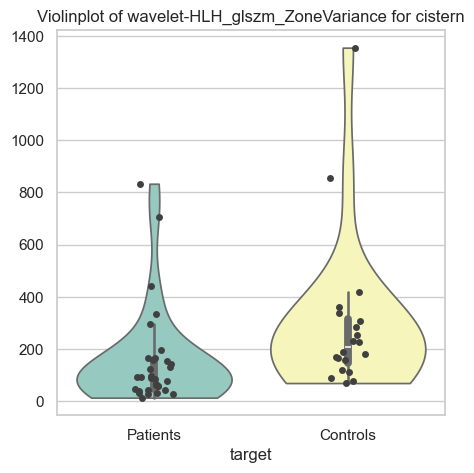 Violinplot of wavelet-HLH_glszm_ZoneVariance for cistern
1400
1200
1000
800
600
400
200
0
Patients
Controls
target